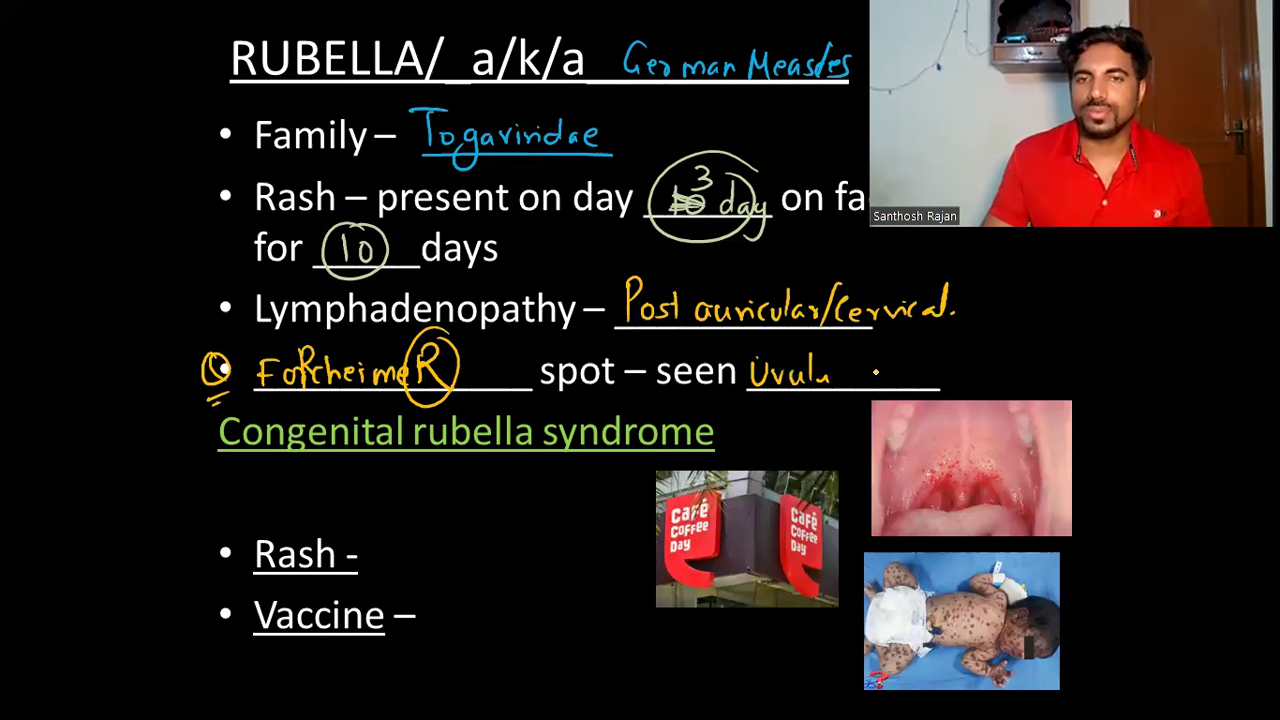 RUBELLA/ a/k/a German Measles
• Family – Togaviridae
• Rash – present on day 3 day on fa
for 10 days
Santhosh Rajan
• Lymphadenopathy – Post auricular/Cervical.
ForcheimeR spot – seen Uvula
Congenital rubella syndrome
• Rash -
• Vaccine –
Café
Coffee
Day
Café
Coffee
Day